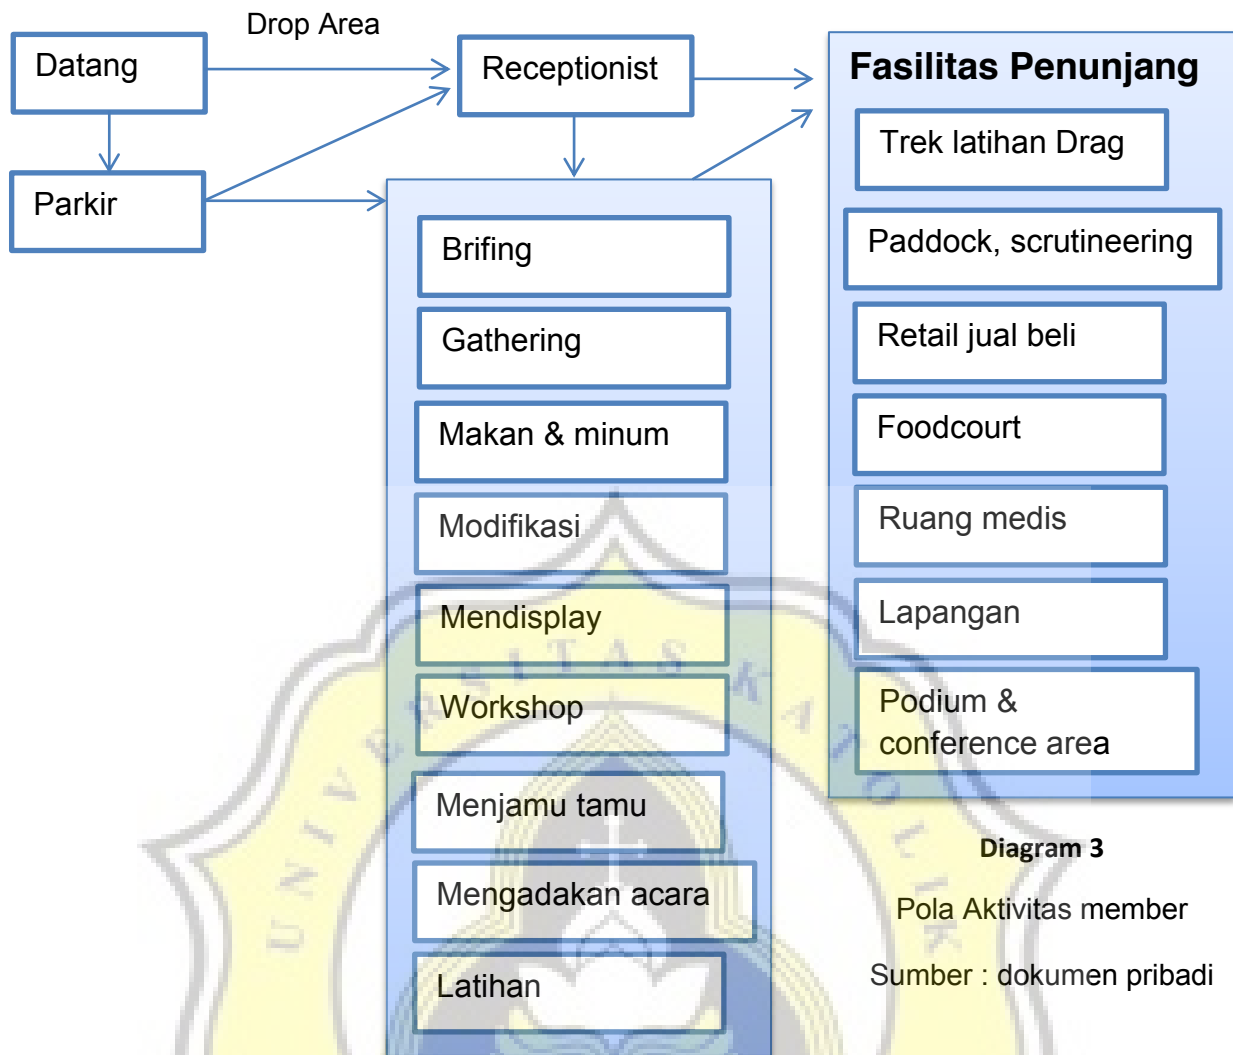 Drop Area
Datang
Receptionist
Parkir
Brifing
Gathering
Makan & minum
Modifikasi
Mendisplay
Workshop
Menjamu tamu
Mengadakan acara
Latihan
Fasilitas Penunjang
Trek latihan Drag
Paddock, scrutineering
Retail jual beli
Foodcourt
Ruang medis
Lapangan
Podium &
conference area
Diagram 3
Pola Aktivitas member
Sumber : dokumen pribadi
UNIVERSITAS KATOLIK